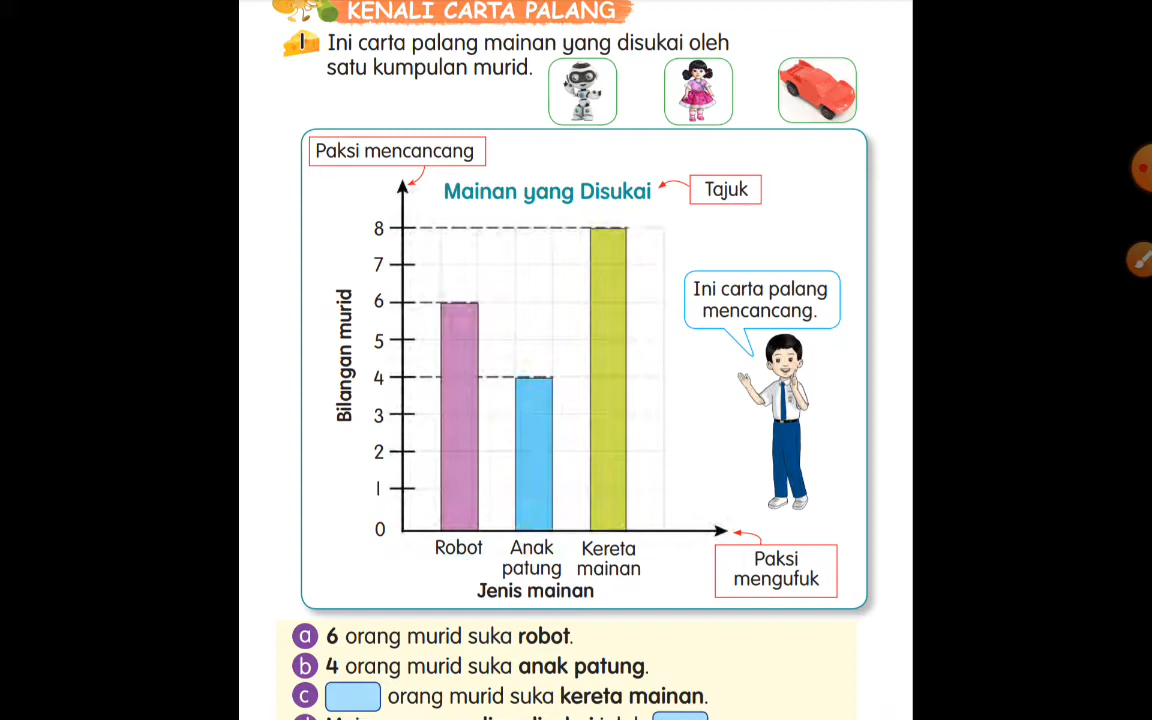 KENALI CARTA PALANG
1 Ini carta palang mainan yang disukai oleh
satu kumpulan murid.
Paksi mencancang
Mainan yang Disukai
Tajuk
8
7
6
5
4
3
2
1
0
Bilangan murid
Ini carta palang
mencancang.
Robot
Anak
patung
Kereta
mainan
Jenis mainan
Paksi
mengufuk
a 6 orang murid suka robot.
b 4 orang murid suka anak patung.
c orang murid suka kereta mainan.